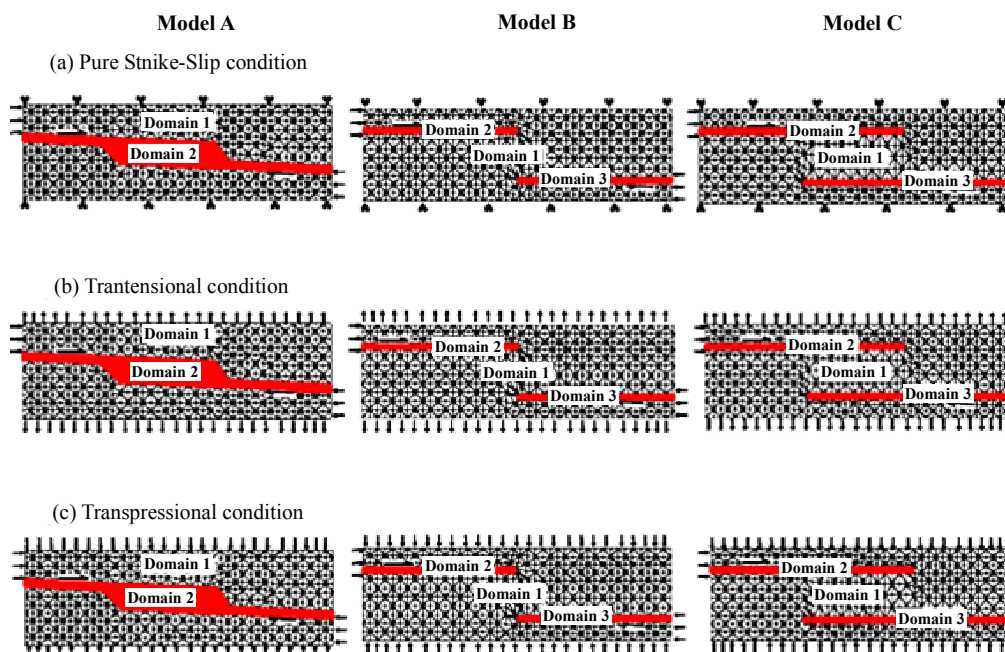 Model A Model B Model C
(a) Pure Stnike-Slip condition
Domain 1
Domain 2
Domain 2
Domain 1
Domain 3
Domain 2
Domain 1
Domain 3
(b) Trantensional condition
Domain 1
Domain 2
Domain 2
Domain 1
Domain 3
Domain 2
Domain 1
Domain 3
(c) Transpressional condition
Domain 1
Domain 2
Domain 2
Domain 1
Domain 3
Domain 2
Domain 1
Domain 3